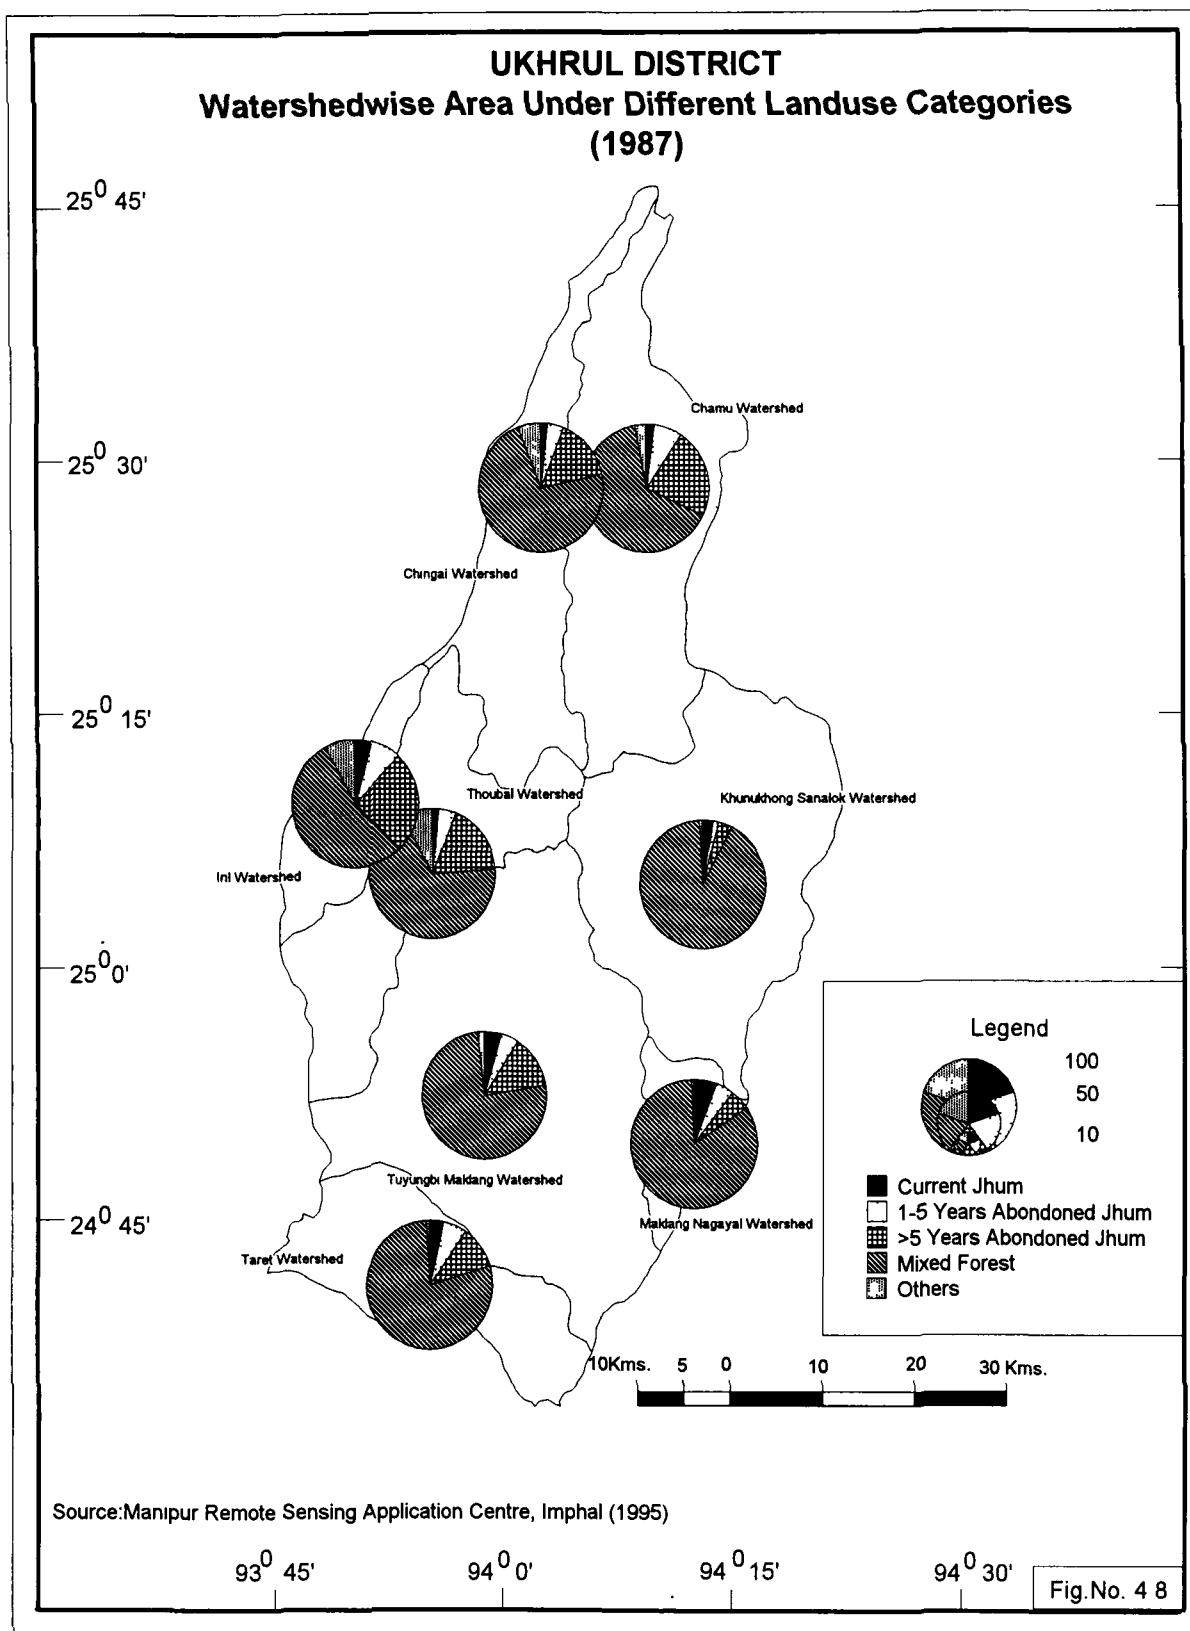 UKHRUL DISTRICT
Watershedwise Area Under Different Landuse Categories
(1987)
25⁰ 45'
Chamu Watershed
25⁰ 30'
Chingai Watershed
25⁰ 15'
Thoubal Watershed
Khunukhong Sanalok Watershed
Iril Watershed
25⁰ 0'
Legend
100
50
10
Current Jhum
1-5 Years Abondoned Jhum
>5 Years Abondoned Jhum
Mixed Forest
Others
Tuyungbi Maklang Watershed
24⁰ 45'
Maklang Nagayal Watershed
Taret Watershed
10Kms. 5 0 10 20 30 Kms.
Source:Manipur Remote Sensing Application Centre, Imphal (1995)
93⁰ 45' 94⁰ 0' 94⁰ 15' 94⁰ 30'
Fig.No. 4 8